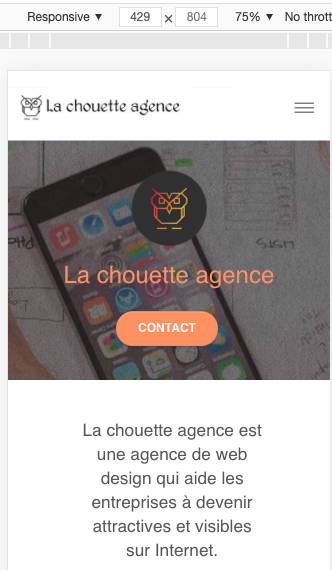 Responsive ▼ 429 × 804 75% ▼ No thrott
La chouette agence
La chouette agence
CONTACT
La chouette agence est
une agence de web
design qui aide les
entreprises à devenir
attractives et visibles
sur Internet.